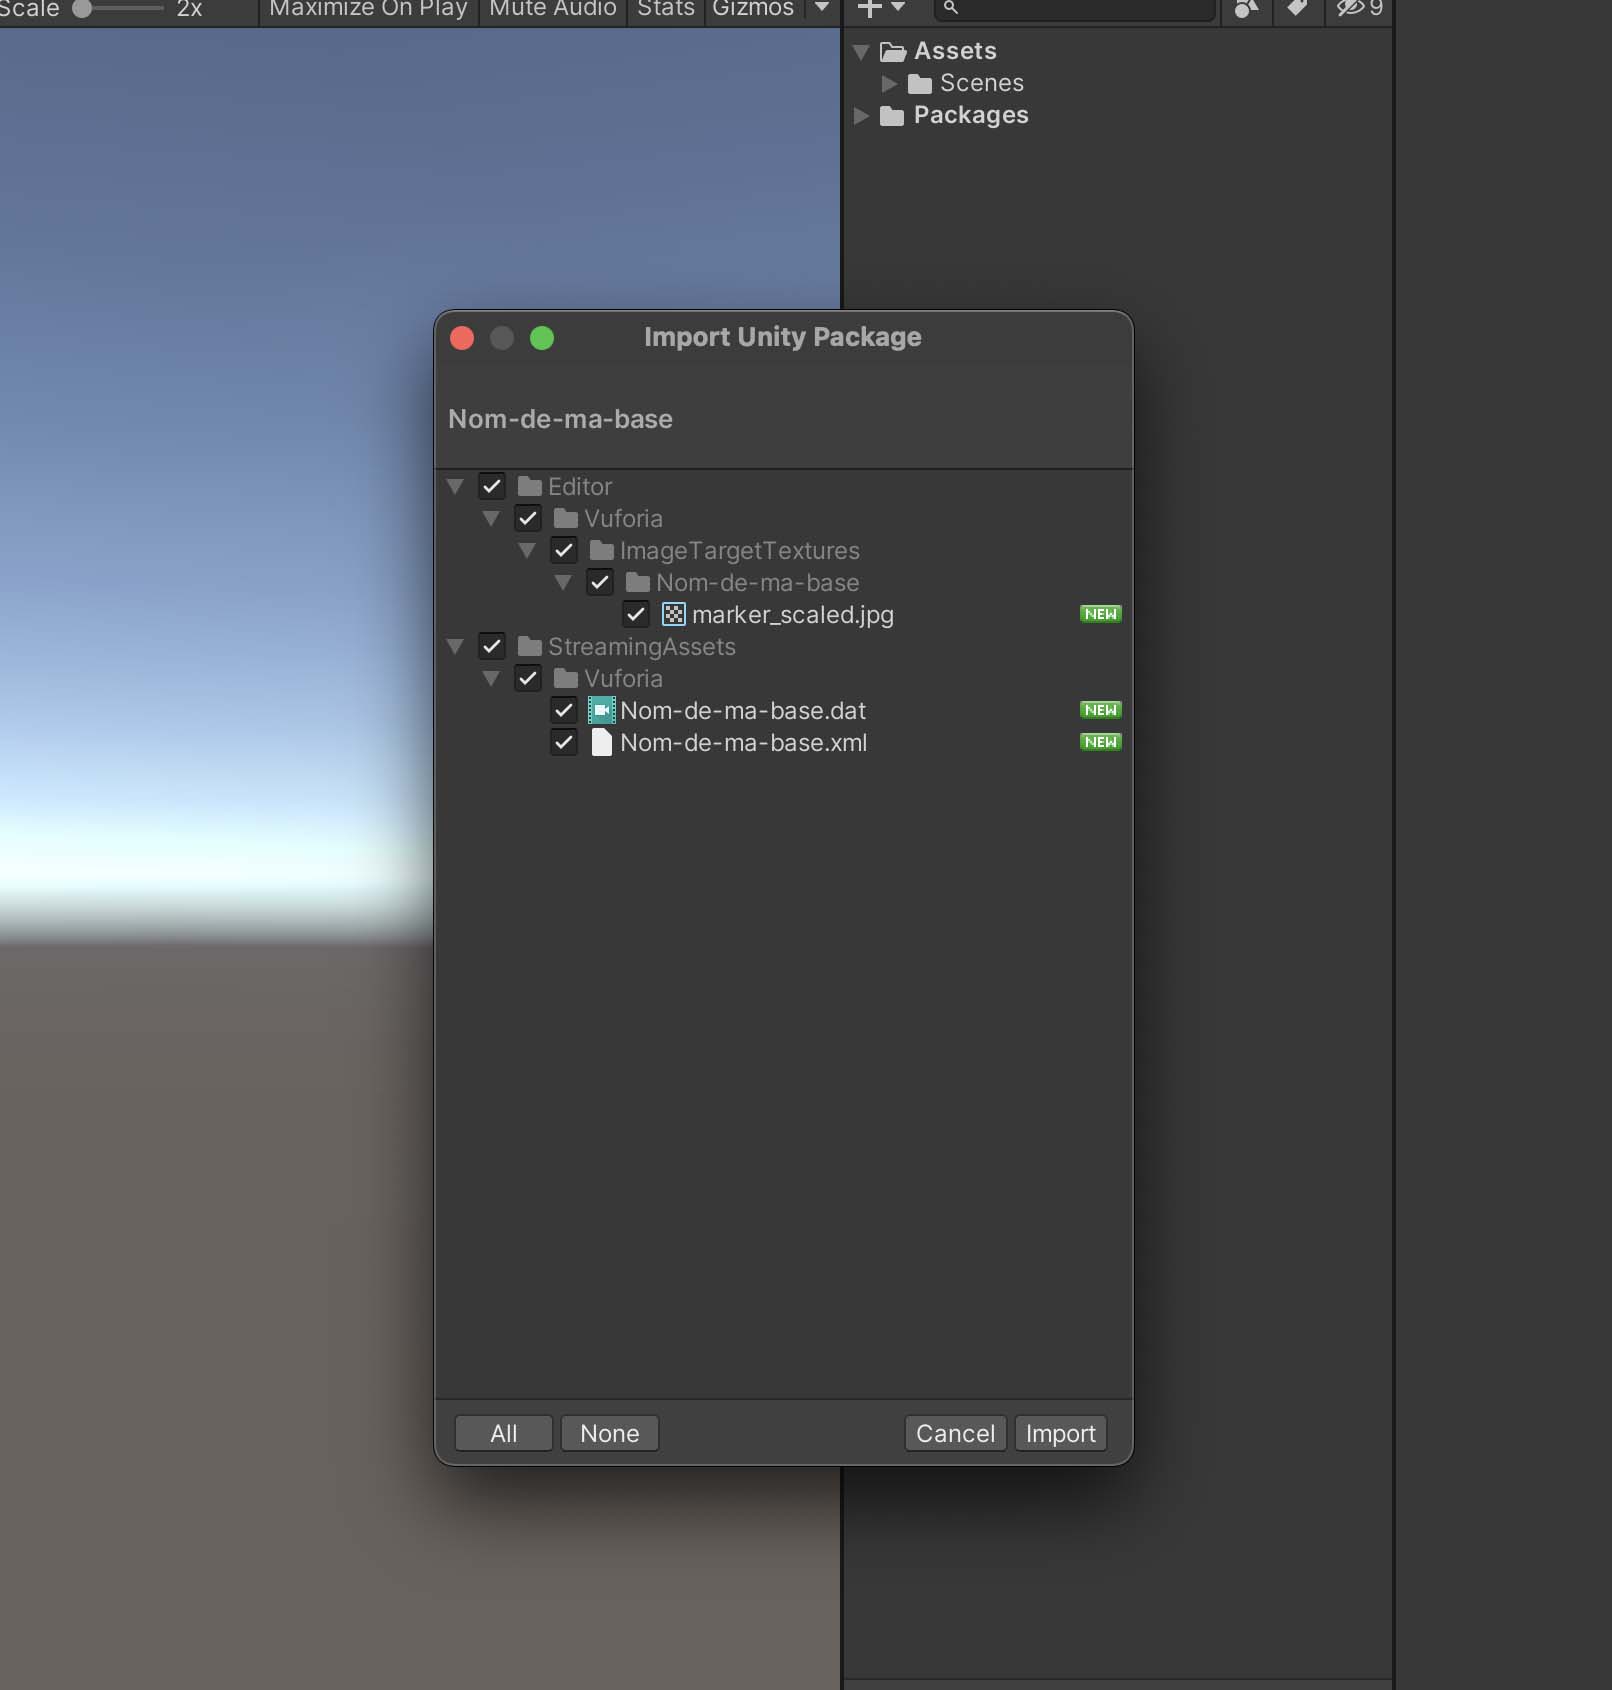 Scale 2x Maximize On Play Mute Audio Stats Gizmos 9
Assets
Scenes
Packages
Import Unity Package
Nom-de-ma-base
Editor
Vuforia
ImageTargetTextures
Nom-de-ma-base
marker_scaled.jpg NEW
StreamingAssets
Vuforia
Nom-de-ma-base.dat NEW
Nom-de-ma-base.xml NEW
All None Cancel Import